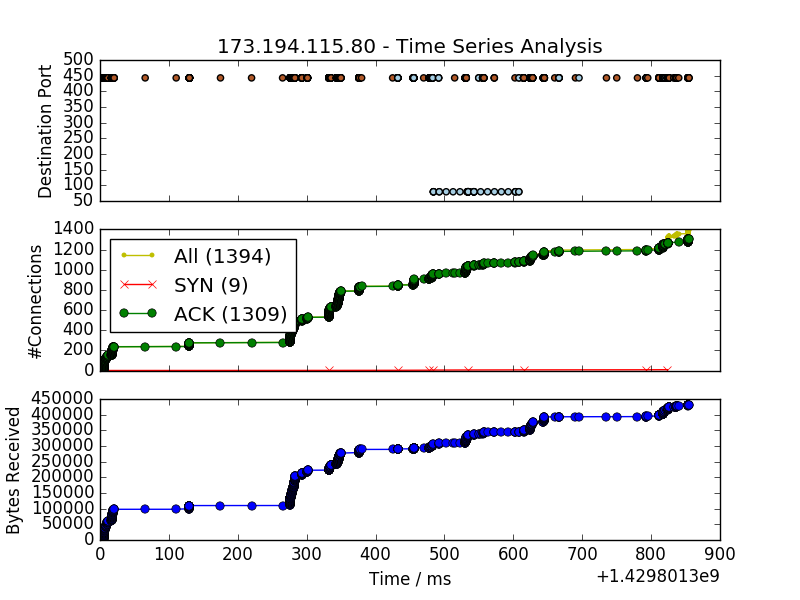 173.194.115.80 - Time Series Analysis
Destination Port
500
450
400
350
300
250
200
150
100
50
#Connections
1400
1200
1000
800
600
400
200
0
All (1394)
SYN (9)
ACK (1309)
Bytes Received
450000
400000
350000
300000
250000
200000
150000
100000
50000
0
0 100 200 300 400 500 600 700 800 900
Time / ms
+1.4298013e9